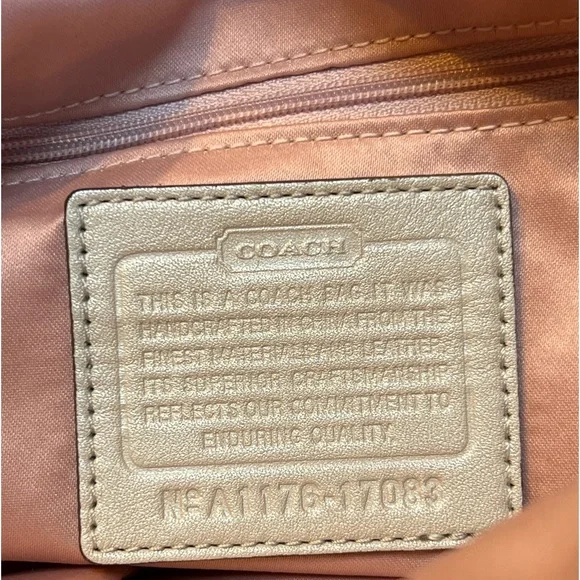 COACH
THIS IS A COACH BAG. IT WAS
HANDCRAFTED IN CHINA FROM THE
FINEST MATERIALS AND LEATHER.
ITS SUPERIOR CRAFTSMANSHIP
REFLECTS OUR COMMITMENT TO
ENDURING QUALITY.
No A1176-17083